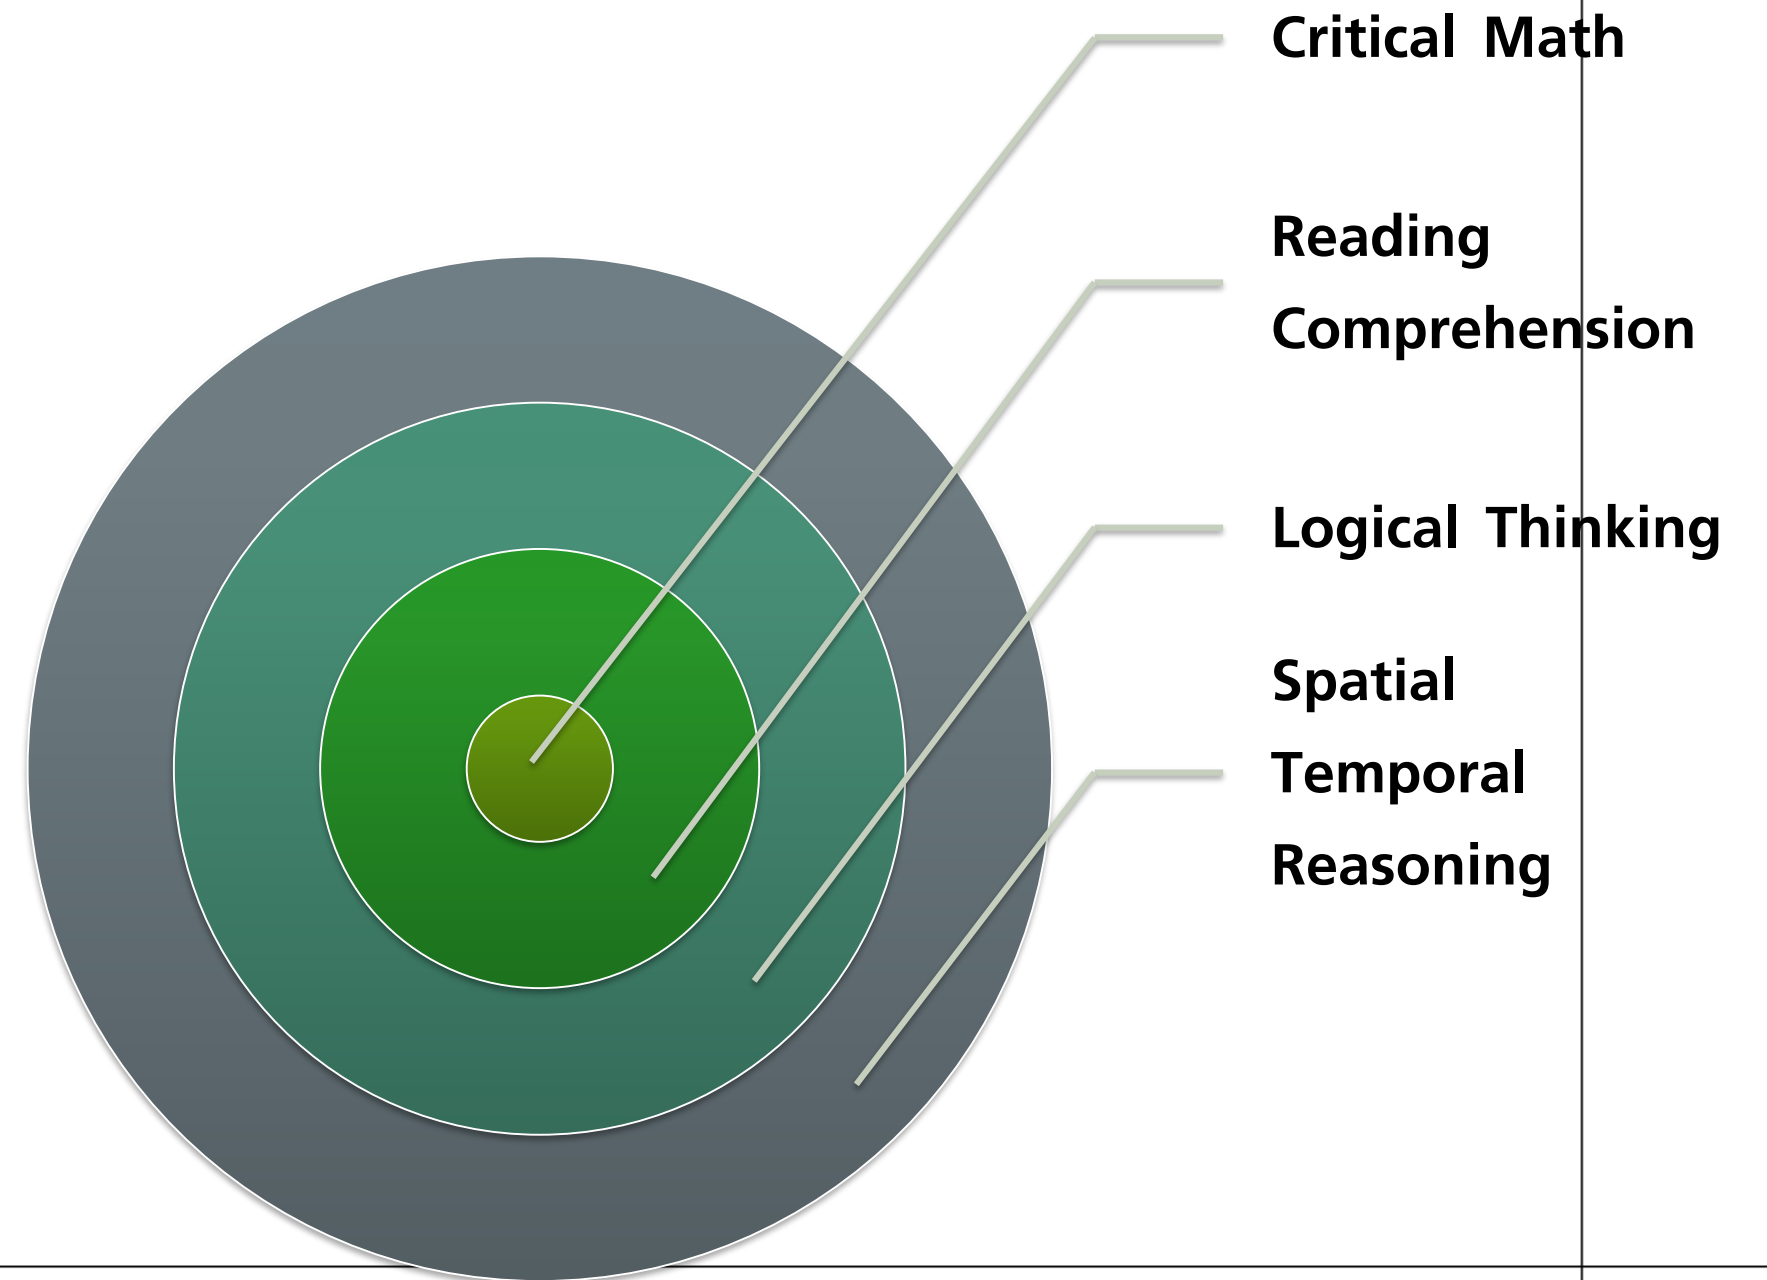 Critical Math
Reading
Comprehension
Logical Thinking
Spatial
Temporal
Reasoning